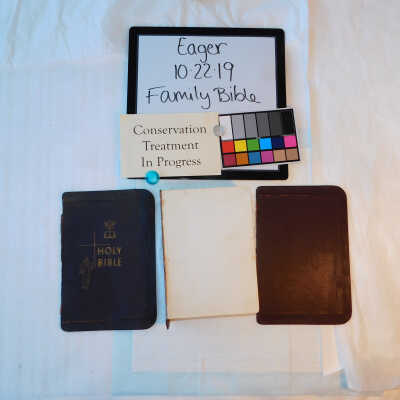 Eager
10-22-19
Family Bible
Conservation
Treatment
In Progress
HOLY
BIBLE